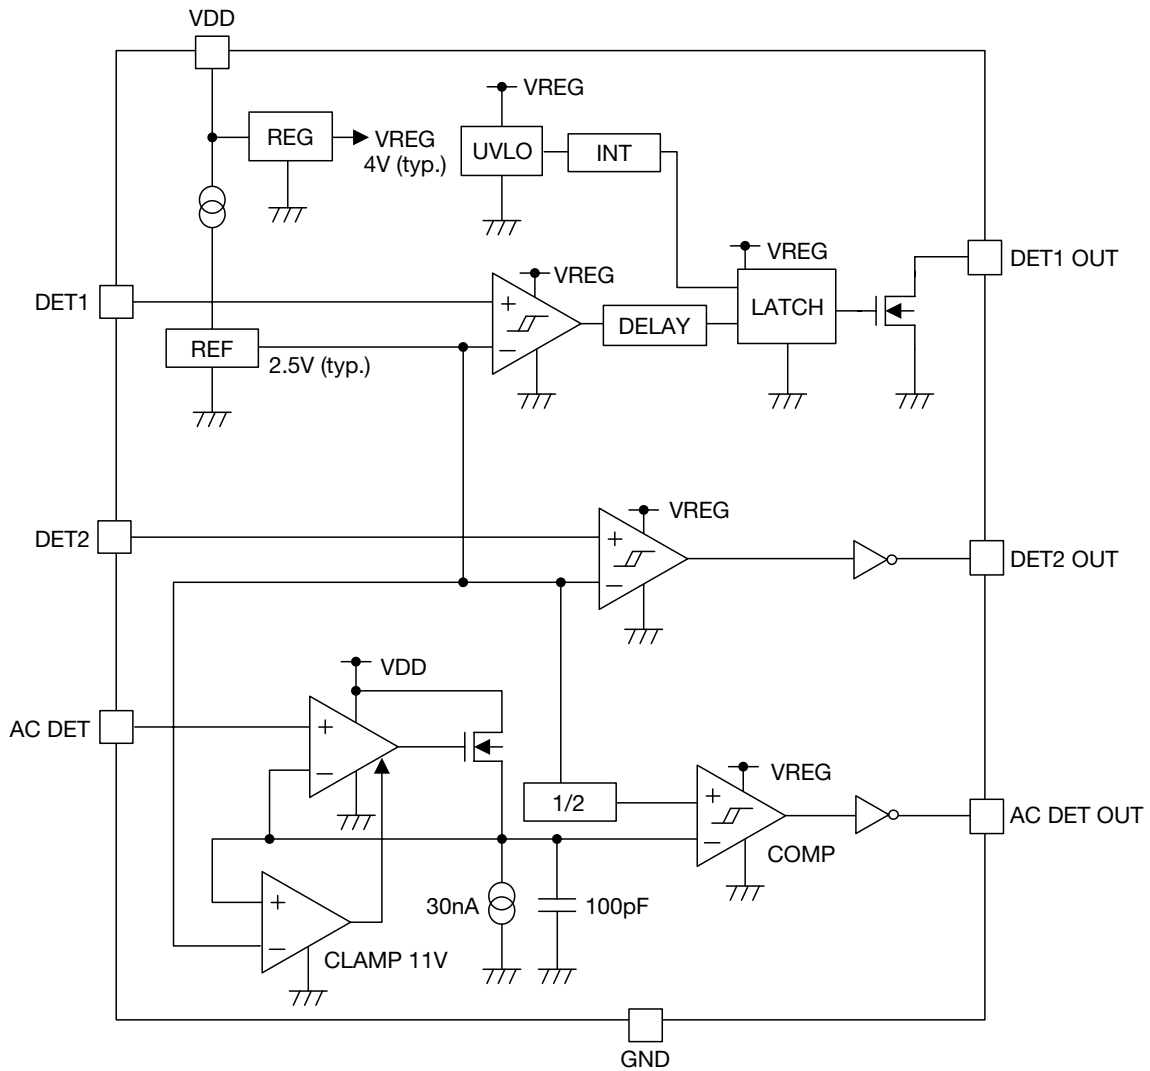 VDD
VREG
REG
VREG
4V (typ.)
UVLO
INT
VREG
DET1 OUT
VREG
DET1
+
LATCH
DELAY
REF
2.5V (typ.)
−
VREG
DET2
+
DET2 OUT
−
VDD
AC DET
+
−
VREG
1/2
+
AC DET OUT
−
COMP
+
30nA
100pF
−
CLAMP 11V
GND